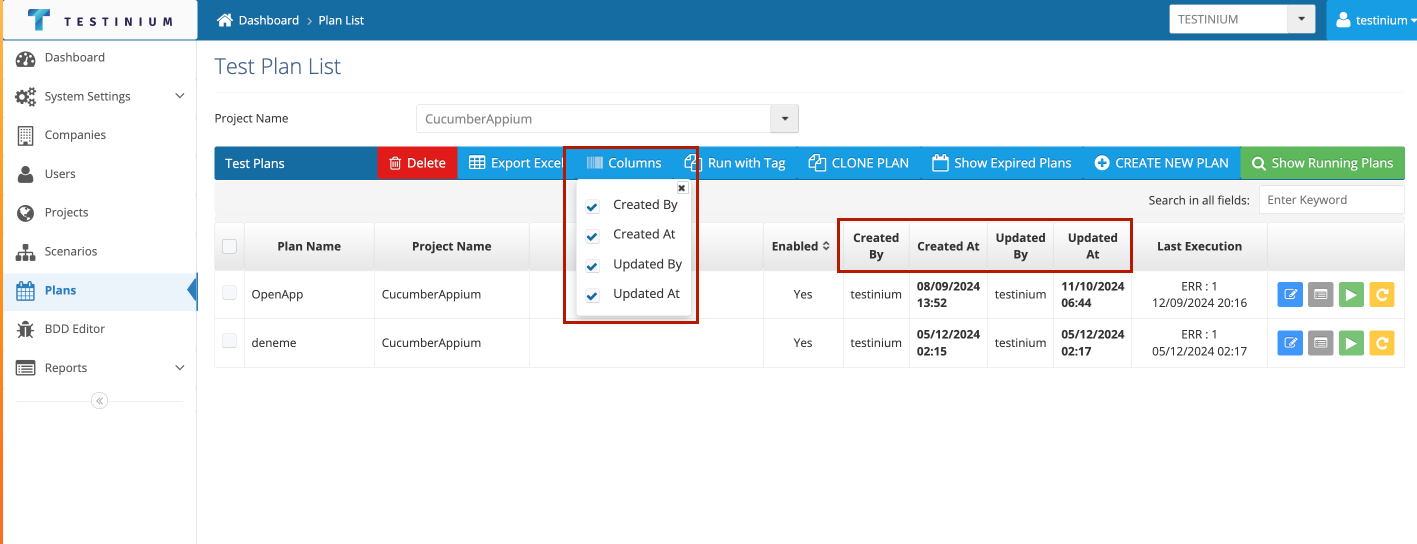 TESTINIUM
Dashboard > Plan List
TESTINIUM
testinium
Dashboard
System Settings
Companies
Users
Projects
Scenarios
Plans
BDD Editor
Reports
Test Plan List
Project Name
CucumberAppium
Test Plans
Delete
Export Excel
Columns
Run with Tag
CLONE PLAN
Show Expired Plans
CREATE NEW PLAN
Show Running Plans
Created By
Created At
Updated By
Updated At
Search in all fields:
Enter Keyword
Plan Name
Project Name
Enabled
Created
By
Created At
Updated
By
Updated
At
Last Execution
OpenApp
CucumberAppium
Yes
testinium
08/09/2024
13:52
testinium
11/10/2024
06:44
ERR : 1
12/09/2024 20:16
deneme
CucumberAppium
Yes
testinium
05/12/2024
02:15
testinium
05/12/2024
02:17
ERR : 1
05/12/2024 02:17